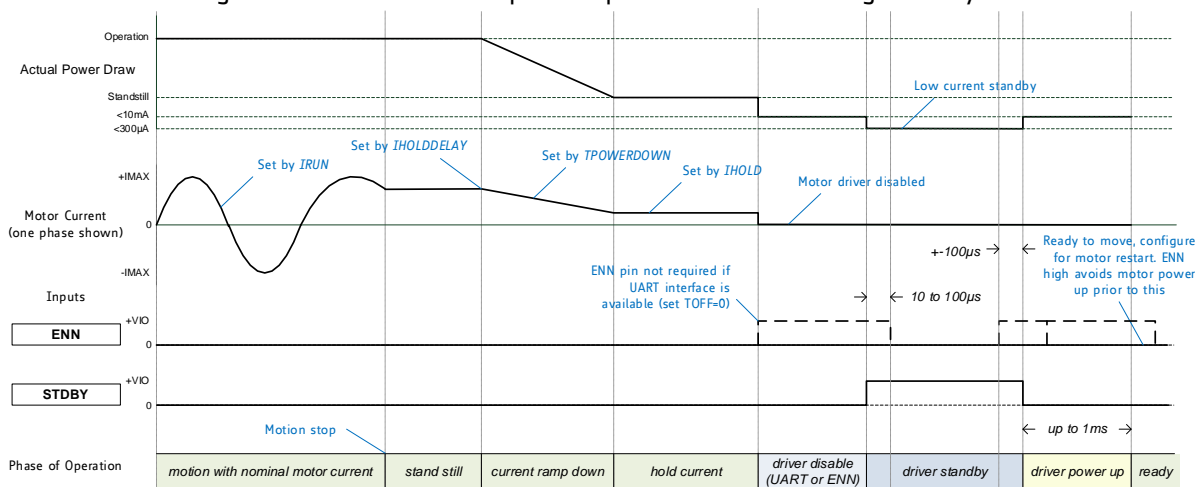 Operation
Actual Power Draw
Standstill
<10mA
<300µA
Low current standby
Set by IRUN
Set by IHOLDDELAY
Set by TPOWERDOWN
Set by IHOLD
Motor driver disabled
+IMAX
Motor Current
(one phase shown)
0
-IMAX
+-100µs
Ready to move, configure
for motor restart. ENN
high avoids motor power
up prior to this
ENN pin not required if
UART interface is
available (set TOFF=0)
10 to 100µs
Inputs
+VIO
ENN
0
+VIO
STDBY
0
Motion stop
up to 1ms
Phase of Operation
motion with nominal motor current
stand still
current ramp down
hold current
driver disable
(UART or ENN)
driver standby
driver power up
ready